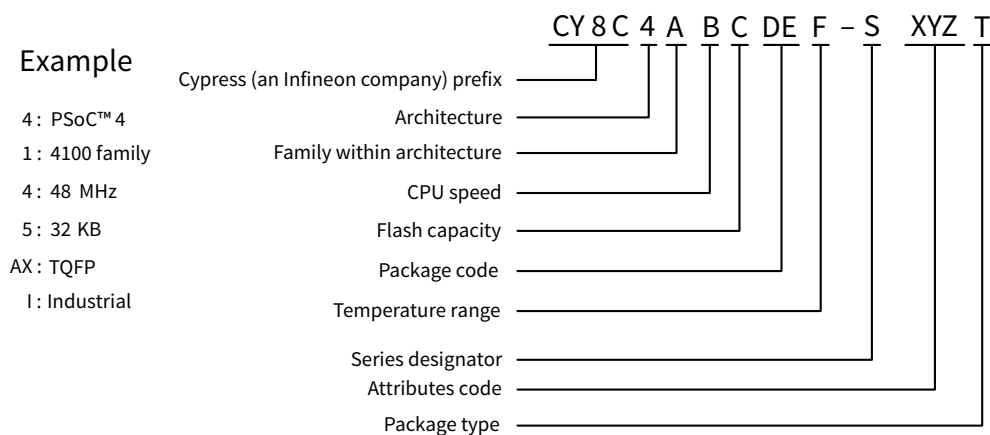 CY 8 C 4 A B C DE F – S XYZ T
Example
Cypress (an Infineon company) prefix
4 : PSoC™ 4
Architecture
1 : 4100 family
Family within architecture
4 : 48 MHz
CPU speed
5 : 32 KB
Flash capacity
AX : TQFP
Package code
I : Industrial
Temperature range
Series designator
Attributes code
Package type